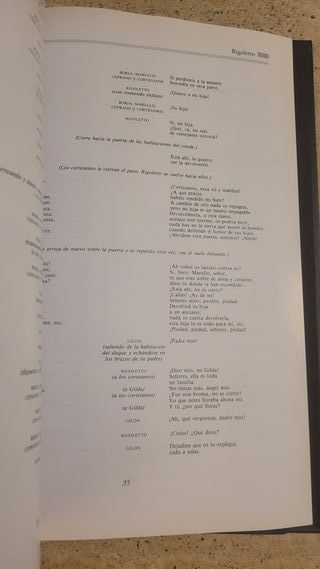 Rigoletto
BORSA, MARULLO,
CEPRANO Y CORTESANOS
Si perdisteis a la amante
buscadla en otra parte.
RIGOLETTO
(con tremendo énfasis)
¡Quiero a mi hija!
BORSA, MARULLO,
CEPRANO Y CORTESANOS
¡Su hija!
RIGOLETTO
Sí, mi hija.
¿Qué, ya no reís
de semejante victoria?
(Corre hacia la puerta de las habitaciones del conde.)
Está ahí, la quiero;
me la devolveréis.
(Los cortesanos le cierran el paso; Rigoletto se vuelve hacia ellos.)
¡Cortesanos, raza vil y maldita!
¿A qué precio
habéis vendido mi bien?
A cambio de oro nada os repugna,
pero mi hija es un tesoro impagable
Devolvédmela, o esta mano,
aunque esté inerme, os podría herir;
nada hay en la tierra que asuste al hombre
cuando defiende el honor de sus hijos.
¡Abridme esta puerta, asesinos! ¡Abrid!
arroja de nuevo sobre la puerta y es repelido otra vez, cae al suelo llorando.)
¡Ah todos os lanzáis contra mí!
Sí, lloro. Marullo, señor,
tú que eres noble de alma y corazón,
dime tú dónde la han escondido.
¿Está ahí, no es cierto?
¡Callas! ¡Ay de mí!
Señores míos, perdón, piedad
Devolved su hija
a un anciano;
nada os cuesta devolverla,
esta hija lo es todo para mí, etc.
¡Piedad, piedad, señores, piedad!
me, etc.
GILDA
(saliendo de la habitación
del duque y echándose en
los brazos de su padre)
¡Padre mío!
RIGOLETTO
(a los cortesanos)
¡Dios mío, mi Gilda!
Señores, ella es toda
mi familia.
(a Gilda)
No temas más, ángel mío.
(a los cortesanos)
¿Fue una broma, no es cierto?
Yo que antes lloraba ahora río.
(a Gilda)
Y tú ¿por qué lloras?
GILDA
¡Ah, qué vergüenza, padre mío!
RIGOLETTO
¡Cielos! ¿Qué dices?
GILDA
Dejadme que os lo explique
todo a solas.
35